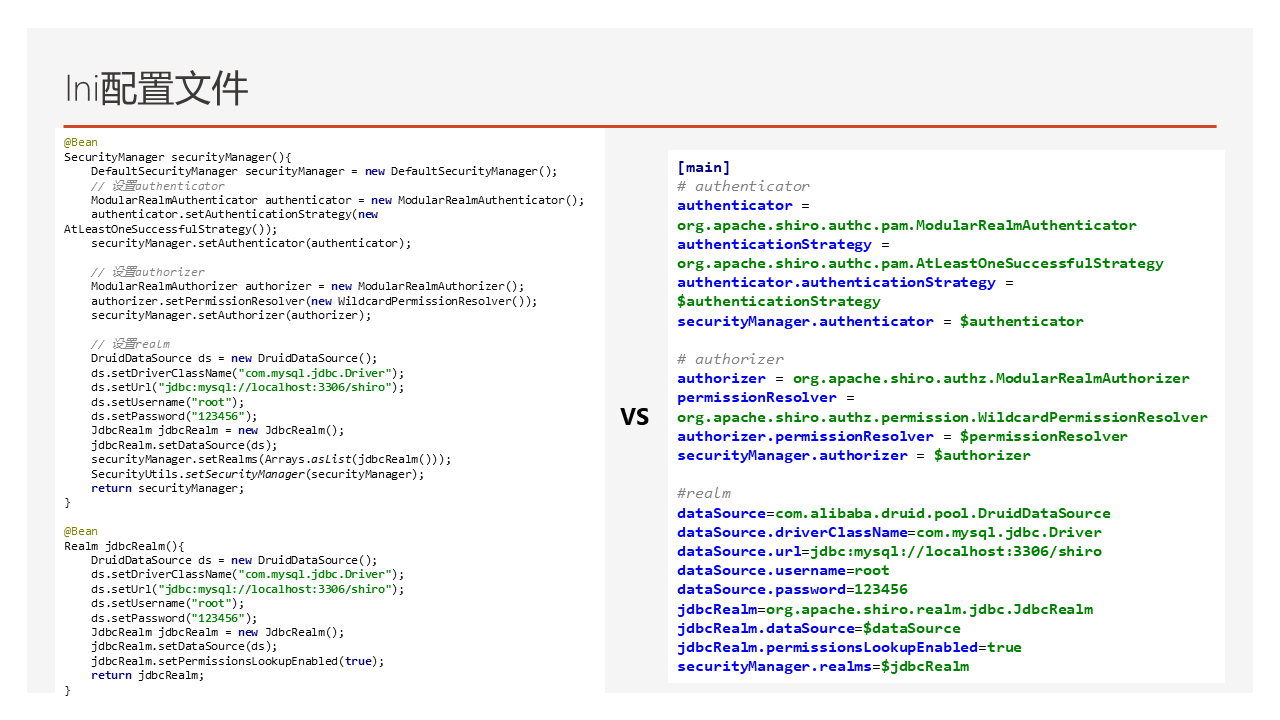 Ini配置文件
@Bean
SecurityManager securityManager(){
    DefaultSecurityManager securityManager = new DefaultSecurityManager();
    // 设置authenticator
    ModularRealmAuthenticator authenticator = new ModularRealmAuthenticator();
    authenticator.setAuthenticationStrategy(new
AtLeastOneSuccessfulStrategy());
    securityManager.setAuthenticator(authenticator);

    // 设置authorizer
    ModularRealmAuthorizer authorizer = new ModularRealmAuthorizer();
    authorizer.setPermissionResolver(new WildcardPermissionResolver());
    securityManager.setAuthorizer(authorizer);

    // 设置realm
    DruidDataSource ds = new DruidDataSource();
    ds.setDriverClassName("com.mysql.jdbc.Driver");
    ds.setUrl("jdbc:mysql://localhost:3306/shiro");
    ds.setUsername("root");
    ds.setPassword("123456");
    JdbcRealm jdbcRealm = new JdbcRealm();
    jdbcRealm.setDataSource(ds);
    securityManager.setRealms(Arrays.asList(jdbcRealm()));
    SecurityUtils.setSecurityManager(securityManager);
    return securityManager;
}

@Bean
Realm jdbcRealm(){
    DruidDataSource ds = new DruidDataSource();
    ds.setDriverClassName("com.mysql.jdbc.Driver");
    ds.setUrl("jdbc:mysql://localhost:3306/shiro");
    ds.setUsername("root");
    ds.setPassword("123456");
    JdbcRealm jdbcRealm = new JdbcRealm();
    jdbcRealm.setDataSource(ds);
    jdbcRealm.setPermissionsLookupEnabled(true);
    return jdbcRealm;
}
VS
[main]
# authenticator
authenticator =
org.apache.shiro.authc.pam.ModularRealmAuthenticator
authenticationStrategy =
org.apache.shiro.authc.pam.AtLeastOneSuccessfulStrategy
authenticator.authenticationStrategy =
$authenticationStrategy
securityManager.authenticator = $authenticator

# authorizer
authorizer = org.apache.shiro.authz.ModularRealmAuthorizer
permissionResolver =
org.apache.shiro.authz.permission.WildcardPermissionResolver
authorizer.permissionResolver = $permissionResolver
securityManager.authorizer = $authorizer

#realm
dataSource=com.alibaba.druid.pool.DruidDataSource
dataSource.driverClassName=com.mysql.jdbc.Driver
dataSource.url=jdbc:mysql://localhost:3306/shiro
dataSource.username=root
dataSource.password=123456
jdbcRealm=org.apache.shiro.realm.jdbc.JdbcRealm
jdbcRealm.dataSource=$dataSource
jdbcRealm.permissionsLookupEnabled=true
securityManager.realms=$jdbcRealm